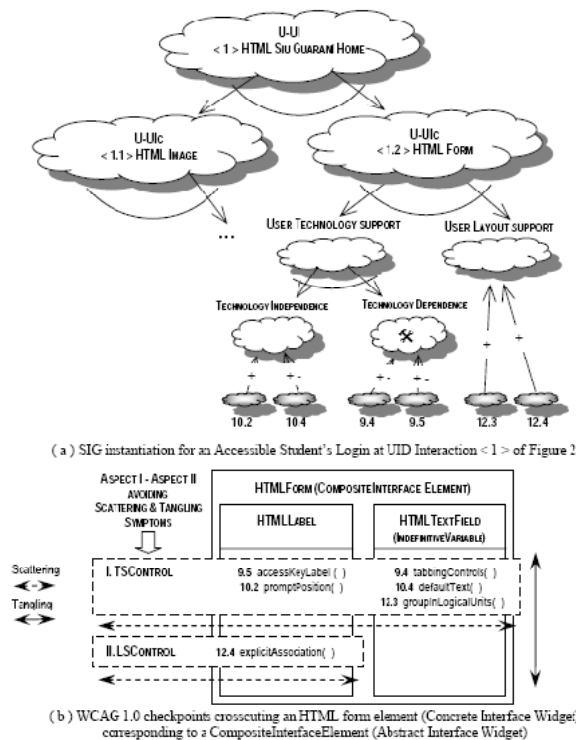 U-UI
< 1 > HTML SIU GUARANI HOME
U-UIc
< 1.1 > HTML IMAGE
U-UIc
< 1.2 > HTML FORM
...
USER TECHNOLOGY SUPPORT
USER LAYOUT SUPPORT
TECHNOLOGY INDEPENDENCE
TECHNOLOGY DEPENDENCE
+ + - + + - + +
10.2 10.4 9.4 9.5 12.3 12.4
( a ) SIG instantiation for an Accessible Student's Login at UID Interaction < 1 > of Figure 2
ASPECT I - ASPECT II
AVOIDING
SCATTERING & TANGLING
SYMPTOMS
HTMLFORM (COMPOSITEINTERFACE ELEMENT)
HTMLLABEL
HTMLTEXTFIELD
(INDEFINITIVEVARIABLE)
Scattering
Tangling
I. TSCONTROL
9.5 accessKeyLabel( )
10.2 promptPosition( )
9.4 tabbingControls( )
10.4 defaultText( )
12.3 groupInLogicalUnits( )
II. LSCONTROL
12.4 explicitAssociation( )
( b ) WCAG 1.0 checkpoints crosscuting an HTML form element (Concrete Interface Widget)
corresponding to a CompositeInterfaceElement (Abstract Interface Widget)